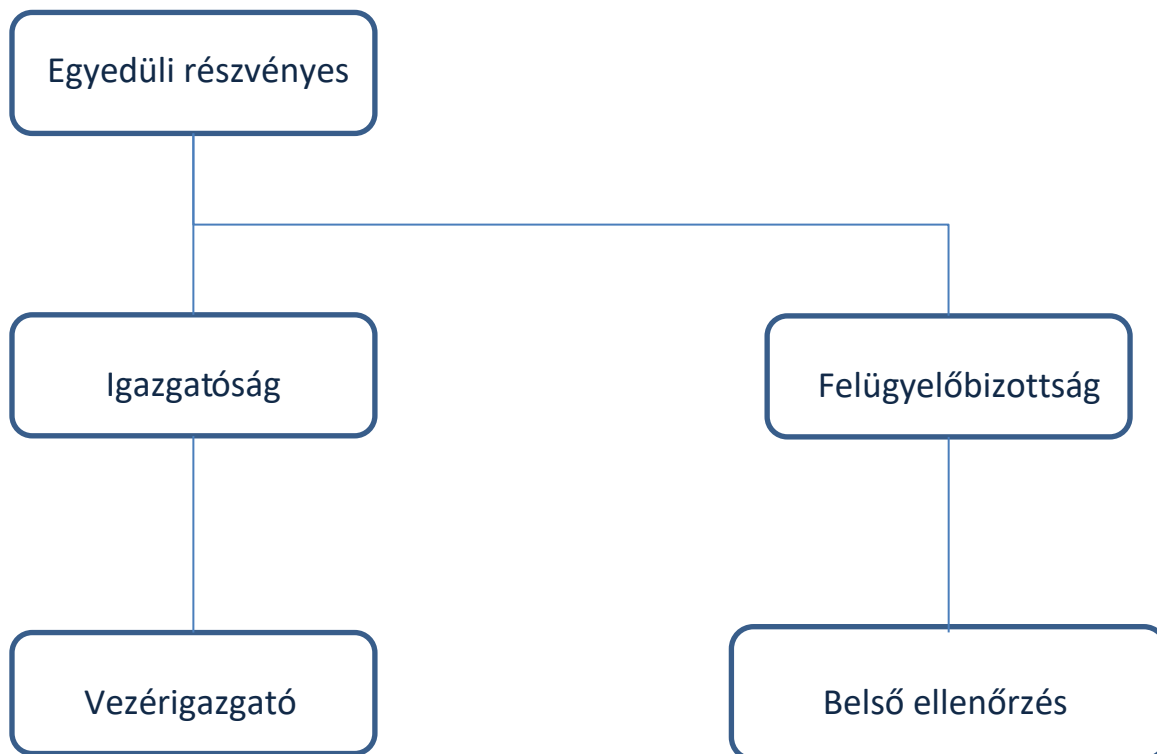 Egyedüli részvényes
Igazgatóság
Felügyelőbizottság
Vezérigazgató
Belső ellenőrzés